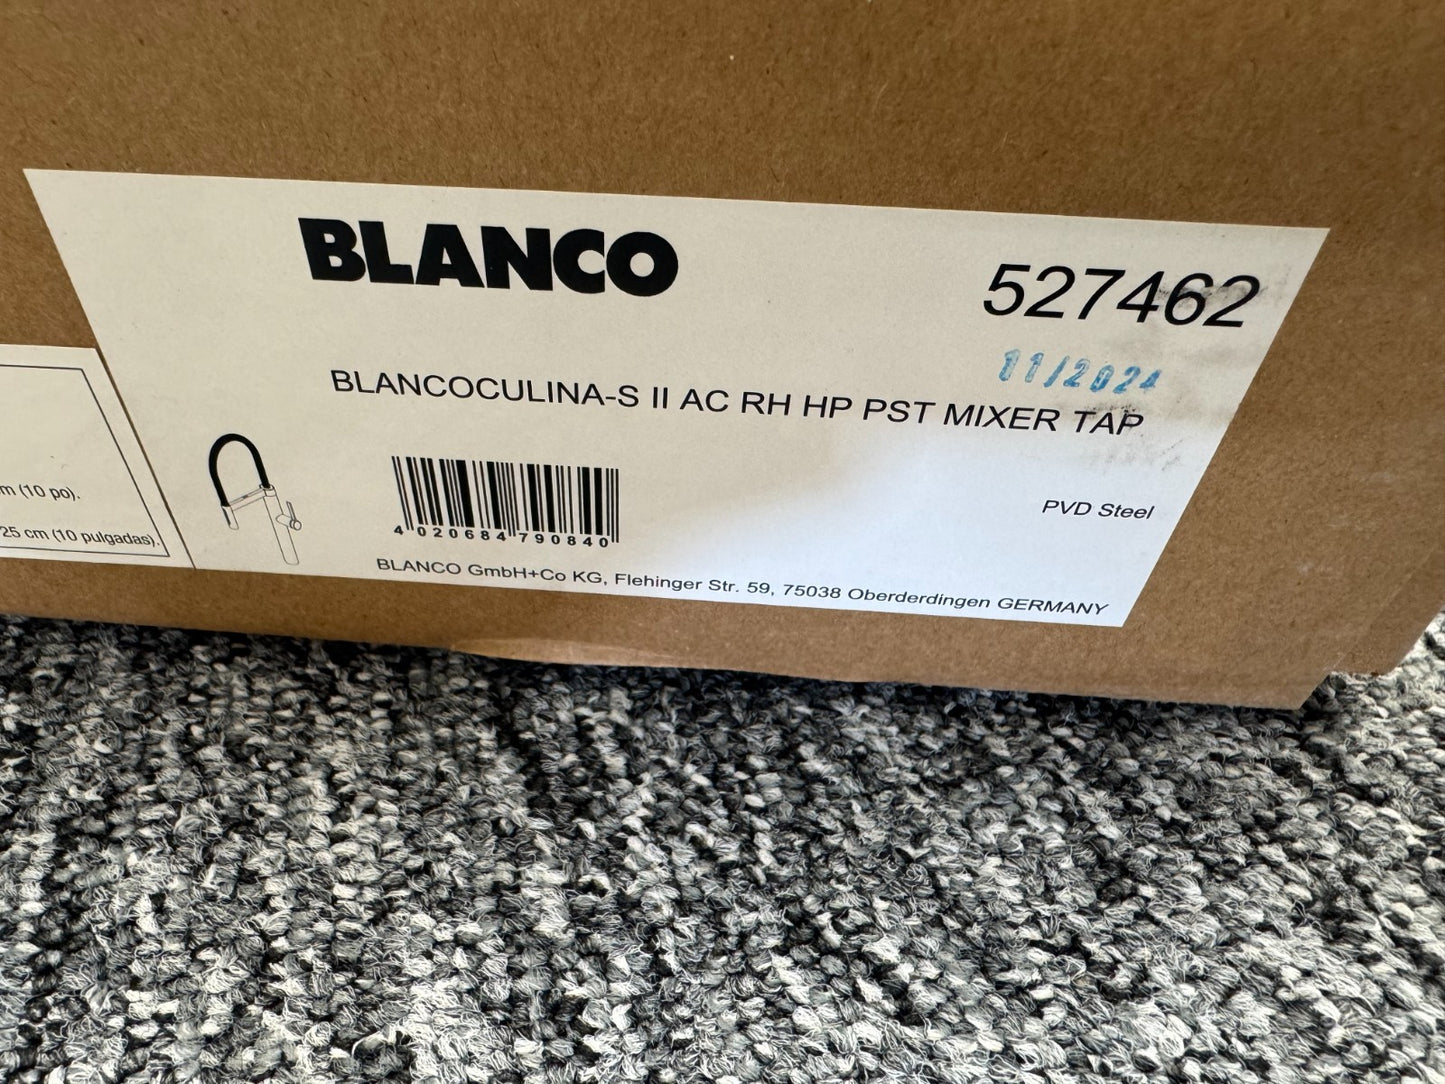 BLANCO
527462
11/2024
BLANCOCULINA-S II AC RH HP PST MIXER TAP
PVD Steel
4 020684 790840
BLANCO GmbH+Co KG, Flehinger Str. 59, 75038 Oberderdingen GERMANY
m (10 po).
25 cm (10 pulgadas).